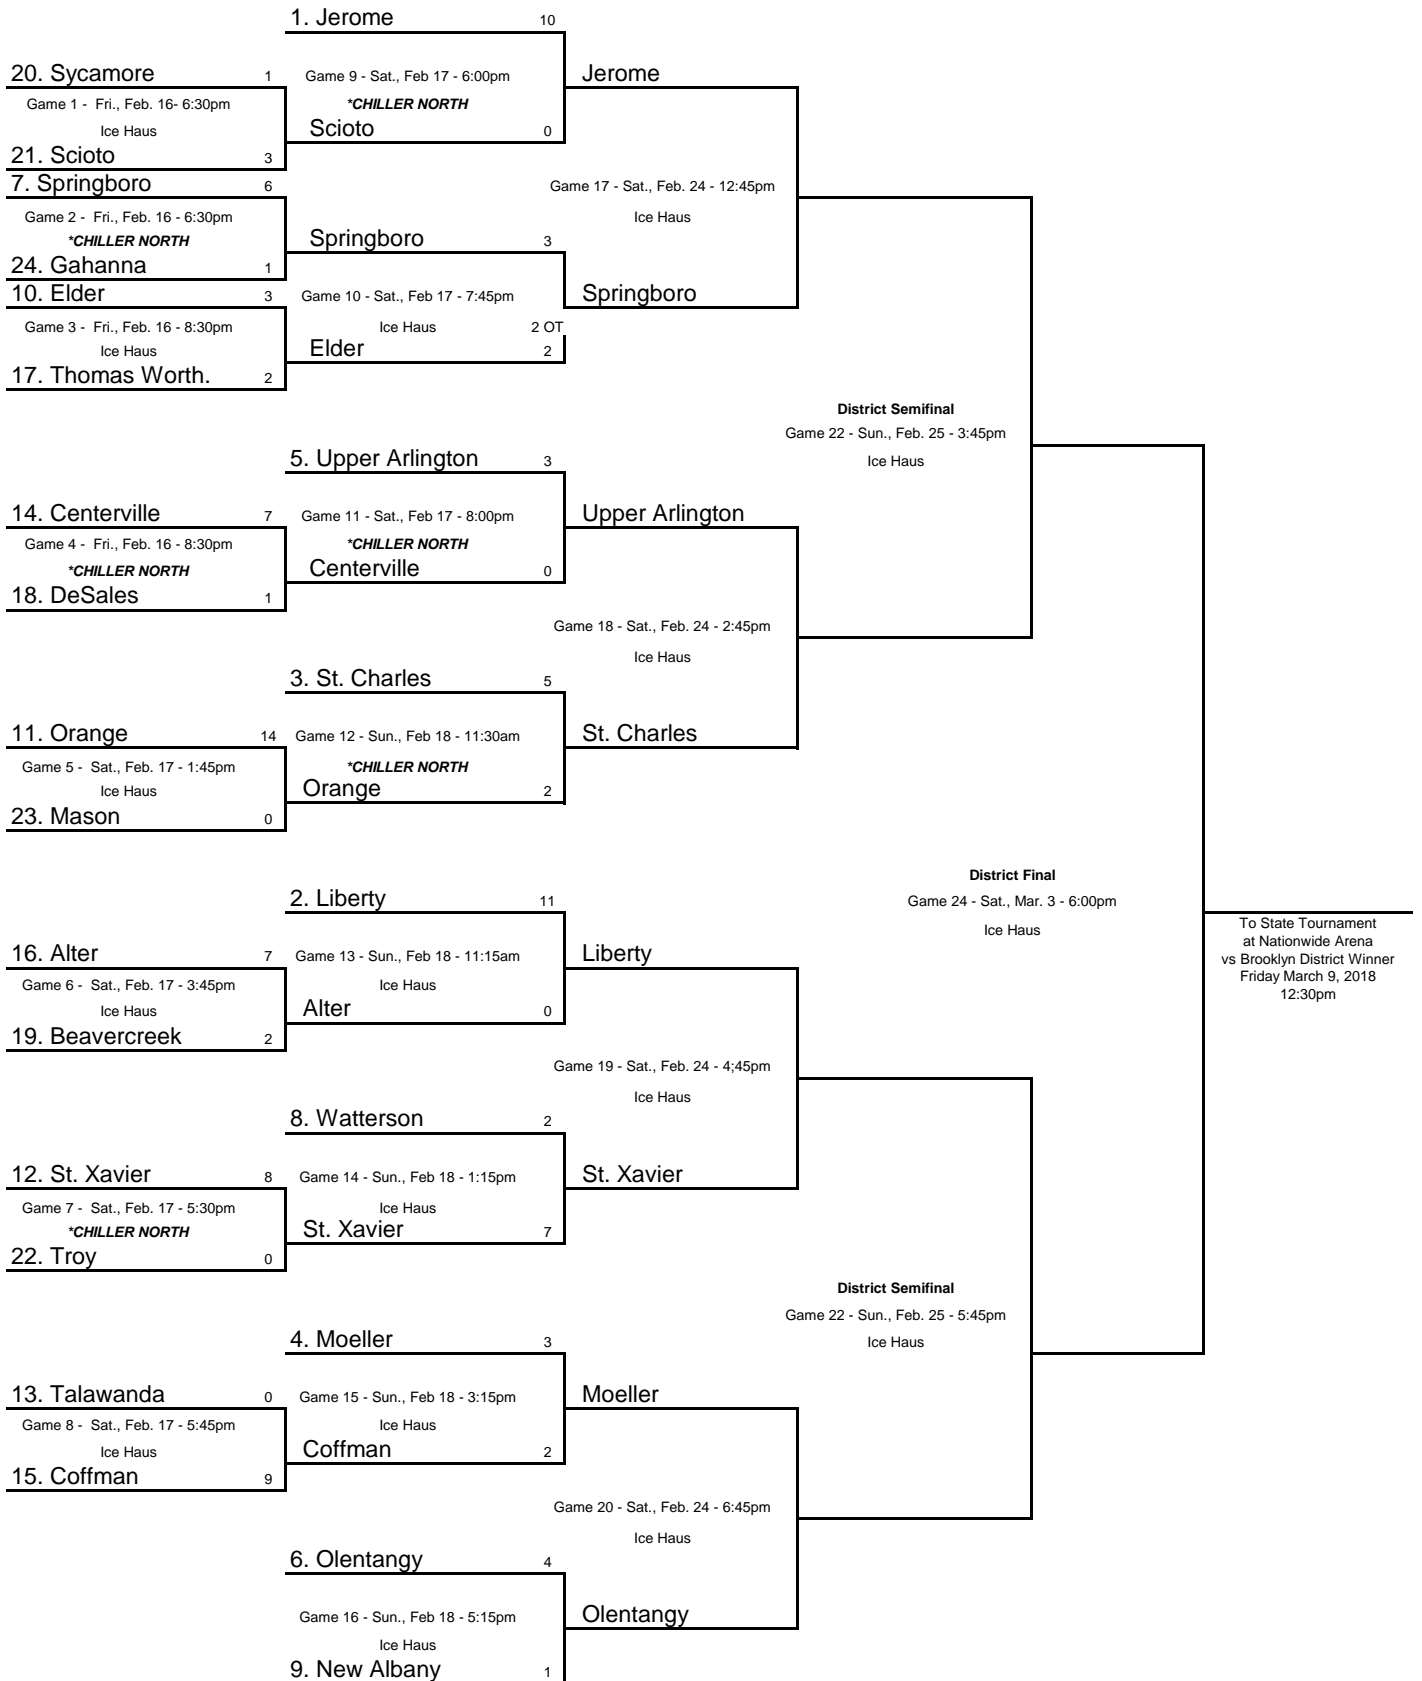 1. Jerome 10
20. Sycamore 1 Game 9 - Sat., Feb 17 - 6:00pm Jerome
Game 1 -  Fri., Feb. 16- 6:30pm *CHILLER NORTH
Ice Haus Scioto 0
21. Scioto 3
7. Springboro 6 Game 17 - Sat., Feb. 24 - 12:45pm
Game 2 -  Fri., Feb. 16 - 6:30pm Ice Haus
*CHILLER NORTH Springboro 3
24. Gahanna 1
10. Elder 3 Game 10 - Sat., Feb 17 - 7:45pm Springboro
Game 3 -  Fri., Feb. 16 - 8:30pm Ice Haus 2 OT
Ice Haus Elder 2
17. Thomas Worth. 2
District Semifinal
Game 22 - Sun., Feb. 25 - 3:45pm
5. Upper Arlington 3 Ice Haus
14. Centerville 7 Game 11 - Sat., Feb 17 - 8:00pm Upper Arlington
Game 4 -  Fri., Feb. 16 - 8:30pm *CHILLER NORTH
*CHILLER NORTH Centerville 0
18. DeSales 1
Game 18 - Sat., Feb. 24 - 2:45pm
Ice Haus
3. St. Charles 5
11. Orange 14 Game 12 - Sun., Feb 18 - 11:30am St. Charles
Game 5 -  Sat., Feb. 17 - 1:45pm *CHILLER NORTH
Ice Haus Orange 2
23. Mason 0
District Final
2. Liberty 11 Game 24 - Sat., Mar. 3 - 6:00pm
Ice Haus
To State Tournament
at Nationwide Arena
vs Brooklyn District Winner
Friday March 9, 2018
12:30pm
16. Alter 7 Game 13 - Sun., Feb 18 - 11:15am Liberty
Game 6 -  Sat., Feb. 17 - 3:45pm Ice Haus
Ice Haus Alter 0
19. Beavercreek 2
Game 19 - Sat., Feb. 24 - 4;45pm
Ice Haus
8. Watterson 2
12. St. Xavier 8 Game 14 - Sun., Feb 18 - 1:15pm St. Xavier
Game 7 -  Sat., Feb. 17 - 5:30pm Ice Haus
*CHILLER NORTH St. Xavier 7
22. Troy 0
District Semifinal
Game 22 - Sun., Feb. 25 - 5:45pm
4. Moeller 3 Ice Haus
13. Talawanda 0 Game 15 - Sun., Feb 18 - 3:15pm Moeller
Game 8 -  Sat., Feb. 17 - 5:45pm Ice Haus
Ice Haus Coffman 2
15. Coffman 9
Game 20 - Sat., Feb. 24 - 6:45pm
Ice Haus
6. Olentangy 4
Game 16 - Sun., Feb 18 - 5:15pm Olentangy
Ice Haus
9. New Albany 1